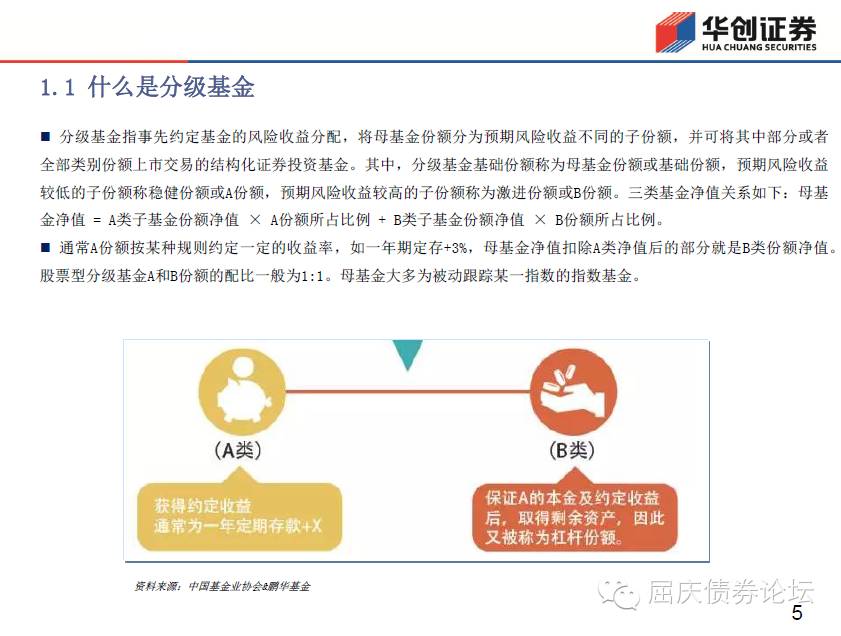 华创证券
HUA CHUANG SECURITIES
1.1 什么是分级基金
■ 分级基金指事先约定基金的风险收益分配，将母基金份额分为预期风险收益不同的子份额，并可将其中部分或者
全部类别份额上市交易的结构化证券投资基金。其中，分级基金基础份额称为母基金份额或基础份额，预期风险收益
较低的子份额称稳健份额或A份额，预期风险收益较高的子份额称为激进份额或B份额。三类基金净值关系如下：母基
金净值 = A类子基金份额净值 × A份额所占比例 + B类子基金份额净值 × B份额所占比例。
■ 通常A份额按某种规则约定一定的收益率，如一年期定存+3%，母基金净值扣除A类净值后的部分就是B类份额净值。
股票型分级基金A和B份额的配比一般为1:1。母基金大多为被动跟踪某一指数的指数基金。
(A类)
获得约定收益
通常为一年定期存款+X
(B类)
保证A的本金及约定收益
后，取得剩余资产，因此
又被称为杠杆份额。
资料来源：中国基金业协会&鹏华基金
屈庆债券论坛
5